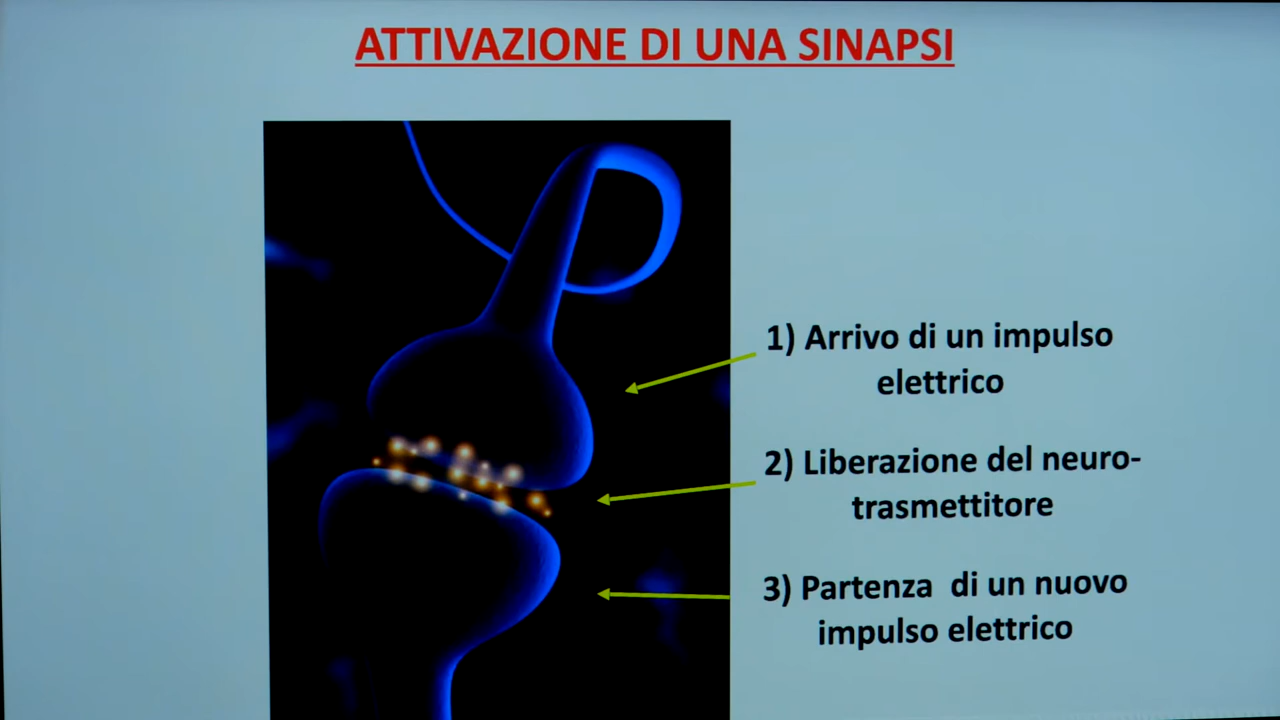 ATTIVAZIONE DI UNA SINAPSI
1) Arrivo di un impulso
elettrico
2) Liberazione del neuro-
trasmettitore
3) Partenza di un nuovo
impulso elettrico